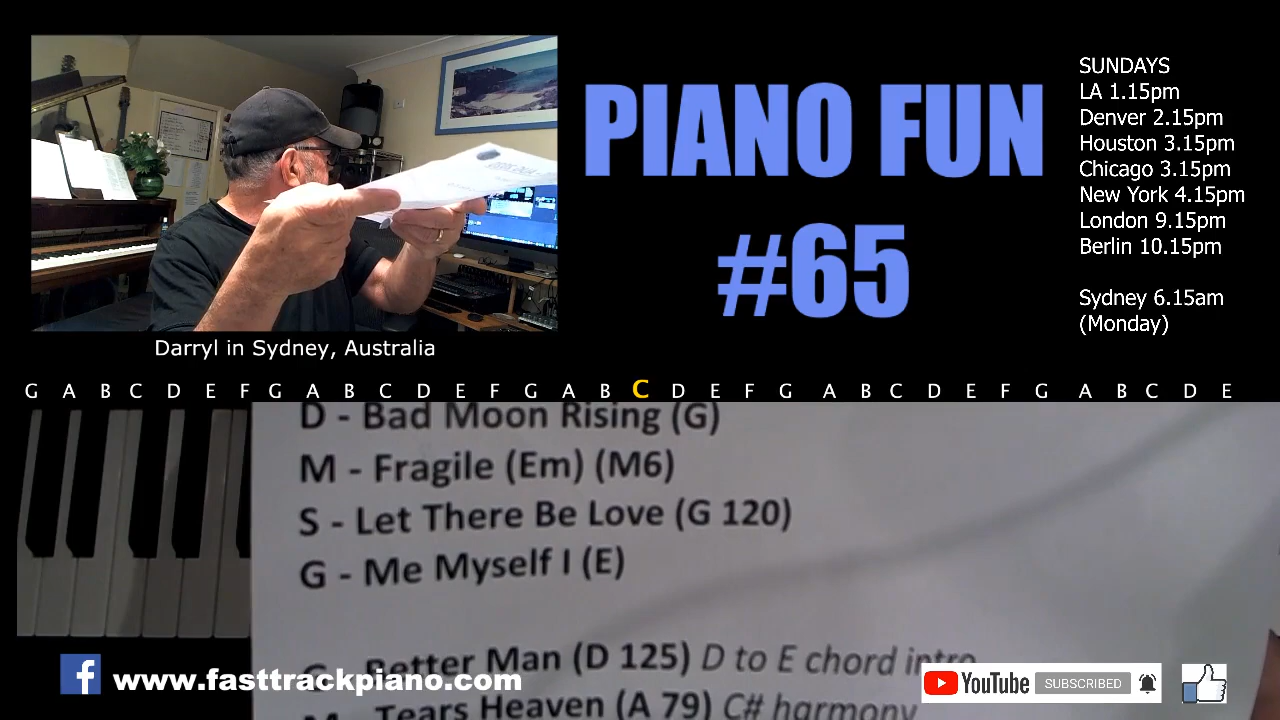 PIANO FUN
#65
SUNDAYS
LA 1.15pm
Denver 2.15pm
Houston 3.15pm
Chicago 3.15pm
New York 4.15pm
London 9.15pm
Berlin 10.15pm
Sydney 6.15am
(Monday)
Darryl in Sydney, Australia
G A B C D E F G A B C D E F G A B C D E F G A B C D E F G A B C D E
D - Bad Moon Rising (G)
M - Fragile (Em) (M6)
S - Let There Be Love (G 120)
G - Me Myself I (E)
G - Better Man (D 125) D to E chord intro
M - Tears Heaven (A 79) C# harmony
www.fasttrackpiano.com
YouTube SUBSCRIBED